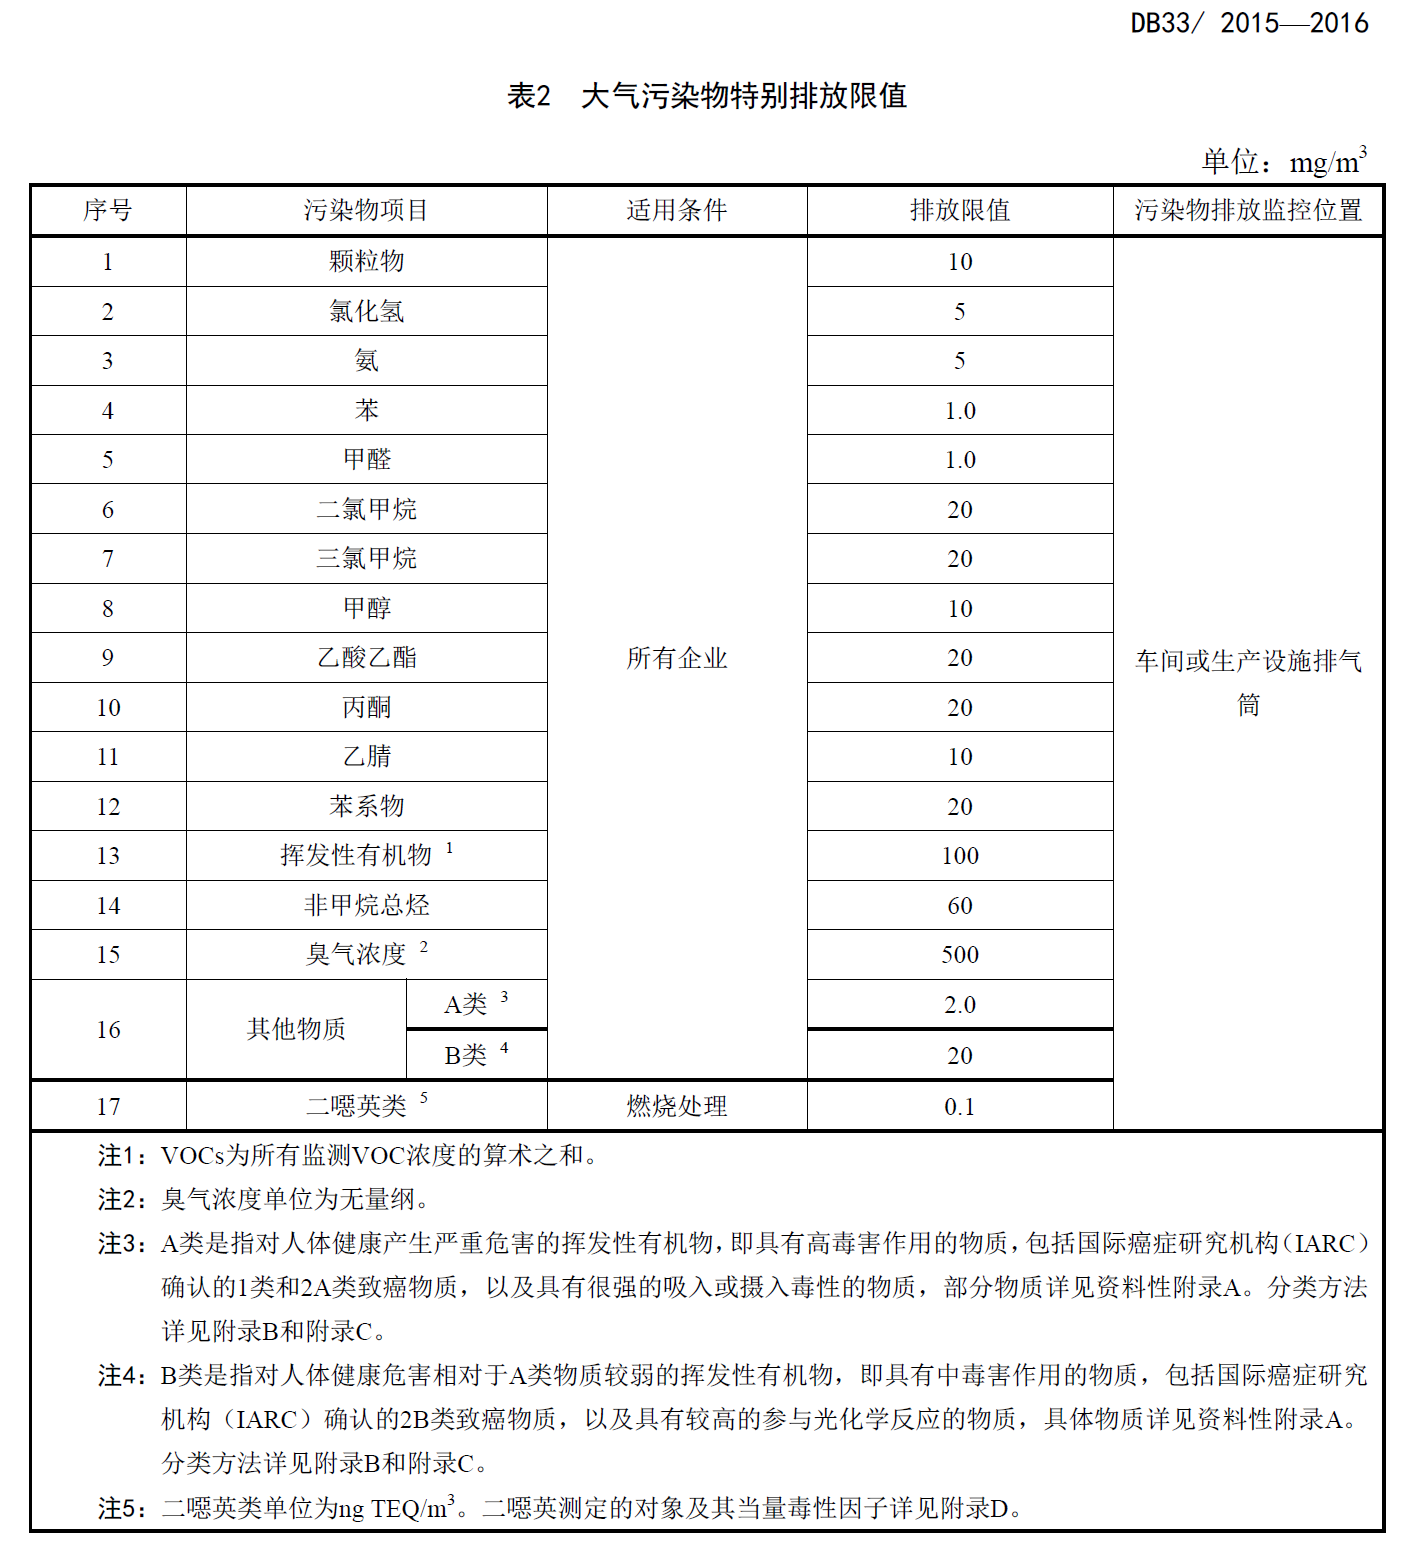 DB33/ 2015—2016
表2 大气污染物特别排放限值
单位：mg/m³
序号 污染物项目 适用条件 排放限值 污染物排放监控位置
1 颗粒物 10
2 氯化氢 5
3 氨 5
4 苯 1.0
5 甲醛 1.0
6 二氯甲烷 20
7 三氯甲烷 20
8 甲醇 10
9 乙酸乙酯 所有企业 20 车间或生产设施排气
筒
10 丙酮 20
11 乙腈 10
12 苯系物 20
13 挥发性有机物 1 100
14 非甲烷总烃 60
15 臭气浓度 2 500
16 其他物质 A类 3 2.0
B类 4 20
17 二噁英类 5 燃烧处理 0.1
注1：VOCs为所有监测VOC浓度的算术之和。
注2：臭气浓度单位为无量纲。
注3：A类是指对人体健康产生严重危害的挥发性有机物，即具有高毒害作用的物质，包括国际癌症研究机构（IARC）
确认的1类和2A类致癌物质，以及具有很强的吸入或摄入毒性的物质，部分物质详见资料性附录A。分类方法
详见附录B和附录C。
注4：B类是指对人体健康危害相对于A类物质较弱的挥发性有机物，即具有中毒害作用的物质，包括国际癌症研究
机构（IARC）确认的2B类致癌物质，以及具有较高的参与光化学反应的物质，具体物质详见资料性附录A。
分类方法详见附录B和附录C。
注5：二噁英类单位为ng TEQ/m³。二噁英测定的对象及其当量毒性因子详见附录D。